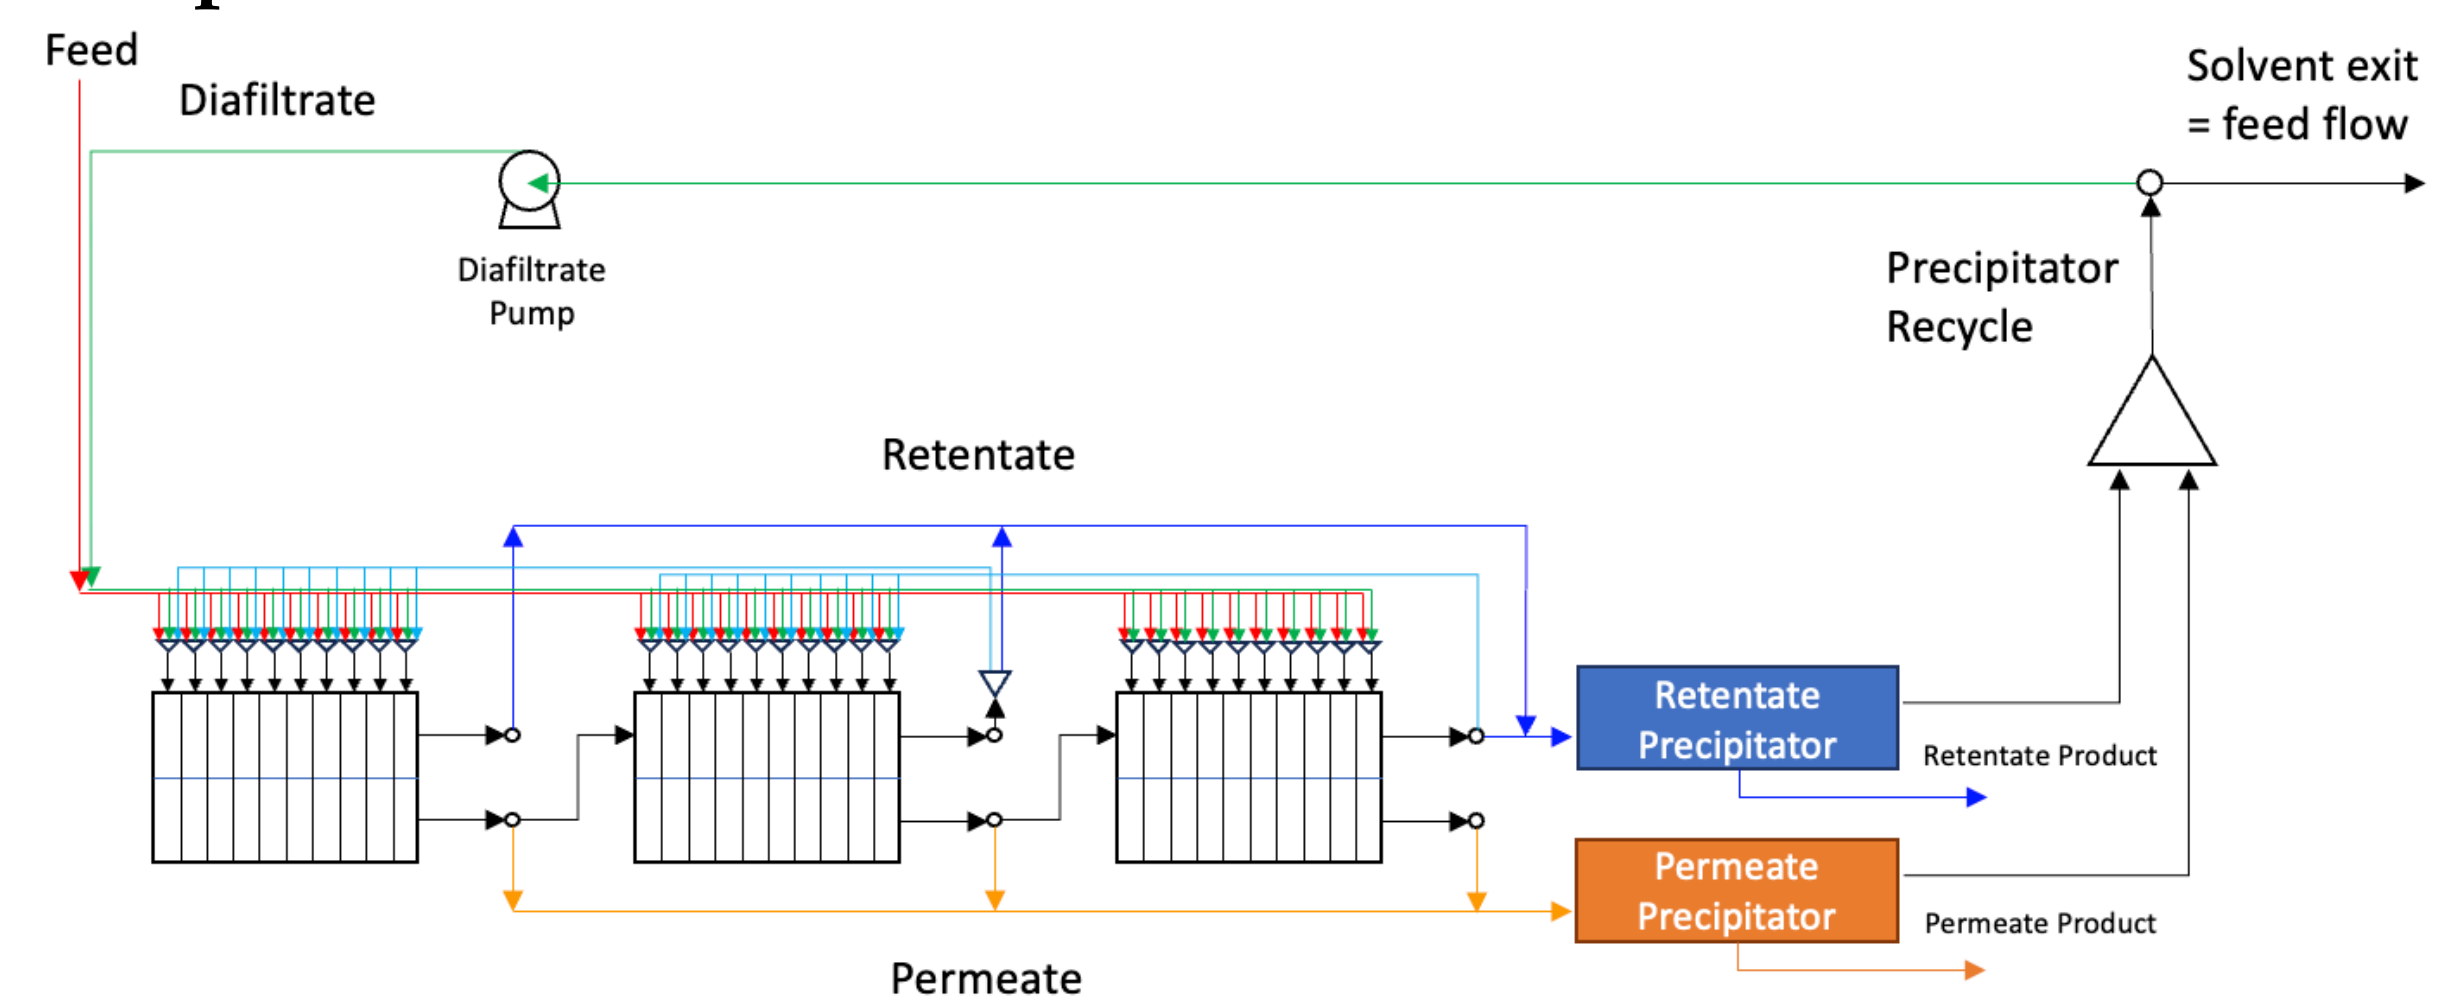 Feed
Diafiltrate
Solvent exit
= feed flow
Diafiltrate
Pump
Precipitator
Recycle
Retentate
Retentate
Precipitator
Retentate Product
Permeate
Precipitator
Permeate Product
Permeate